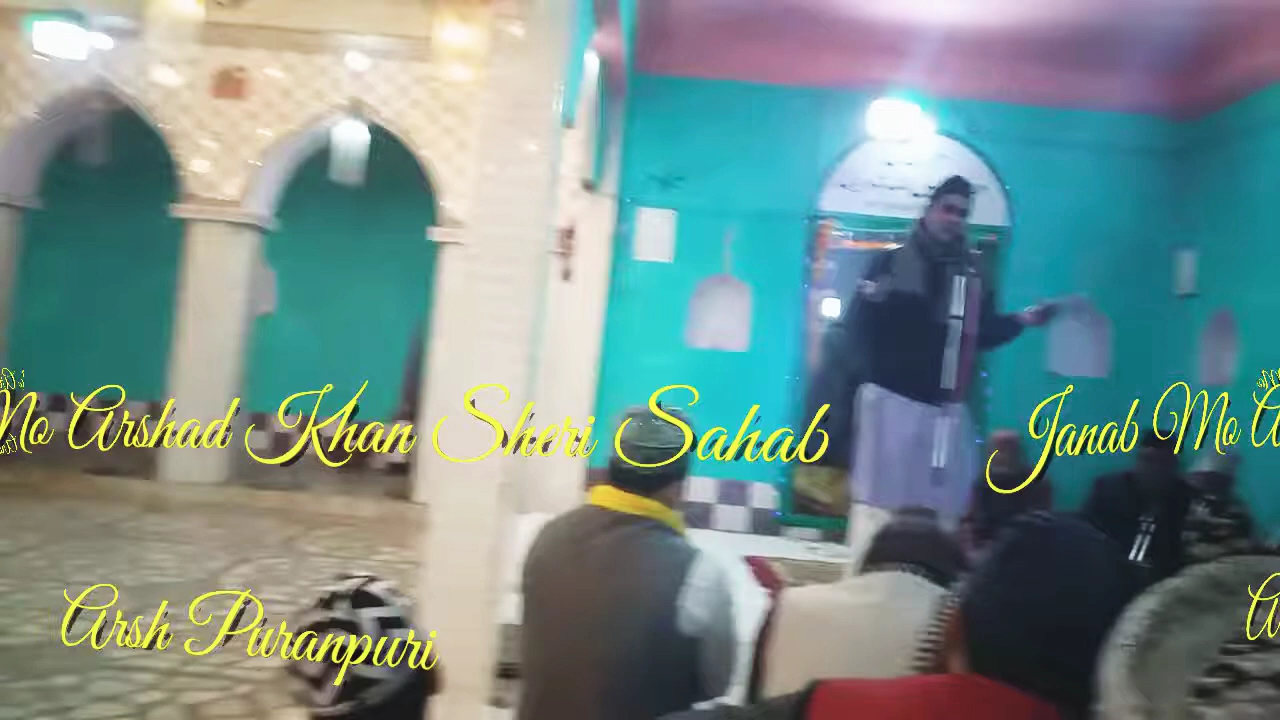 Mo Arshad Khan Sheri Sahab
Janab Mo A
Arsh Puranpuri
A